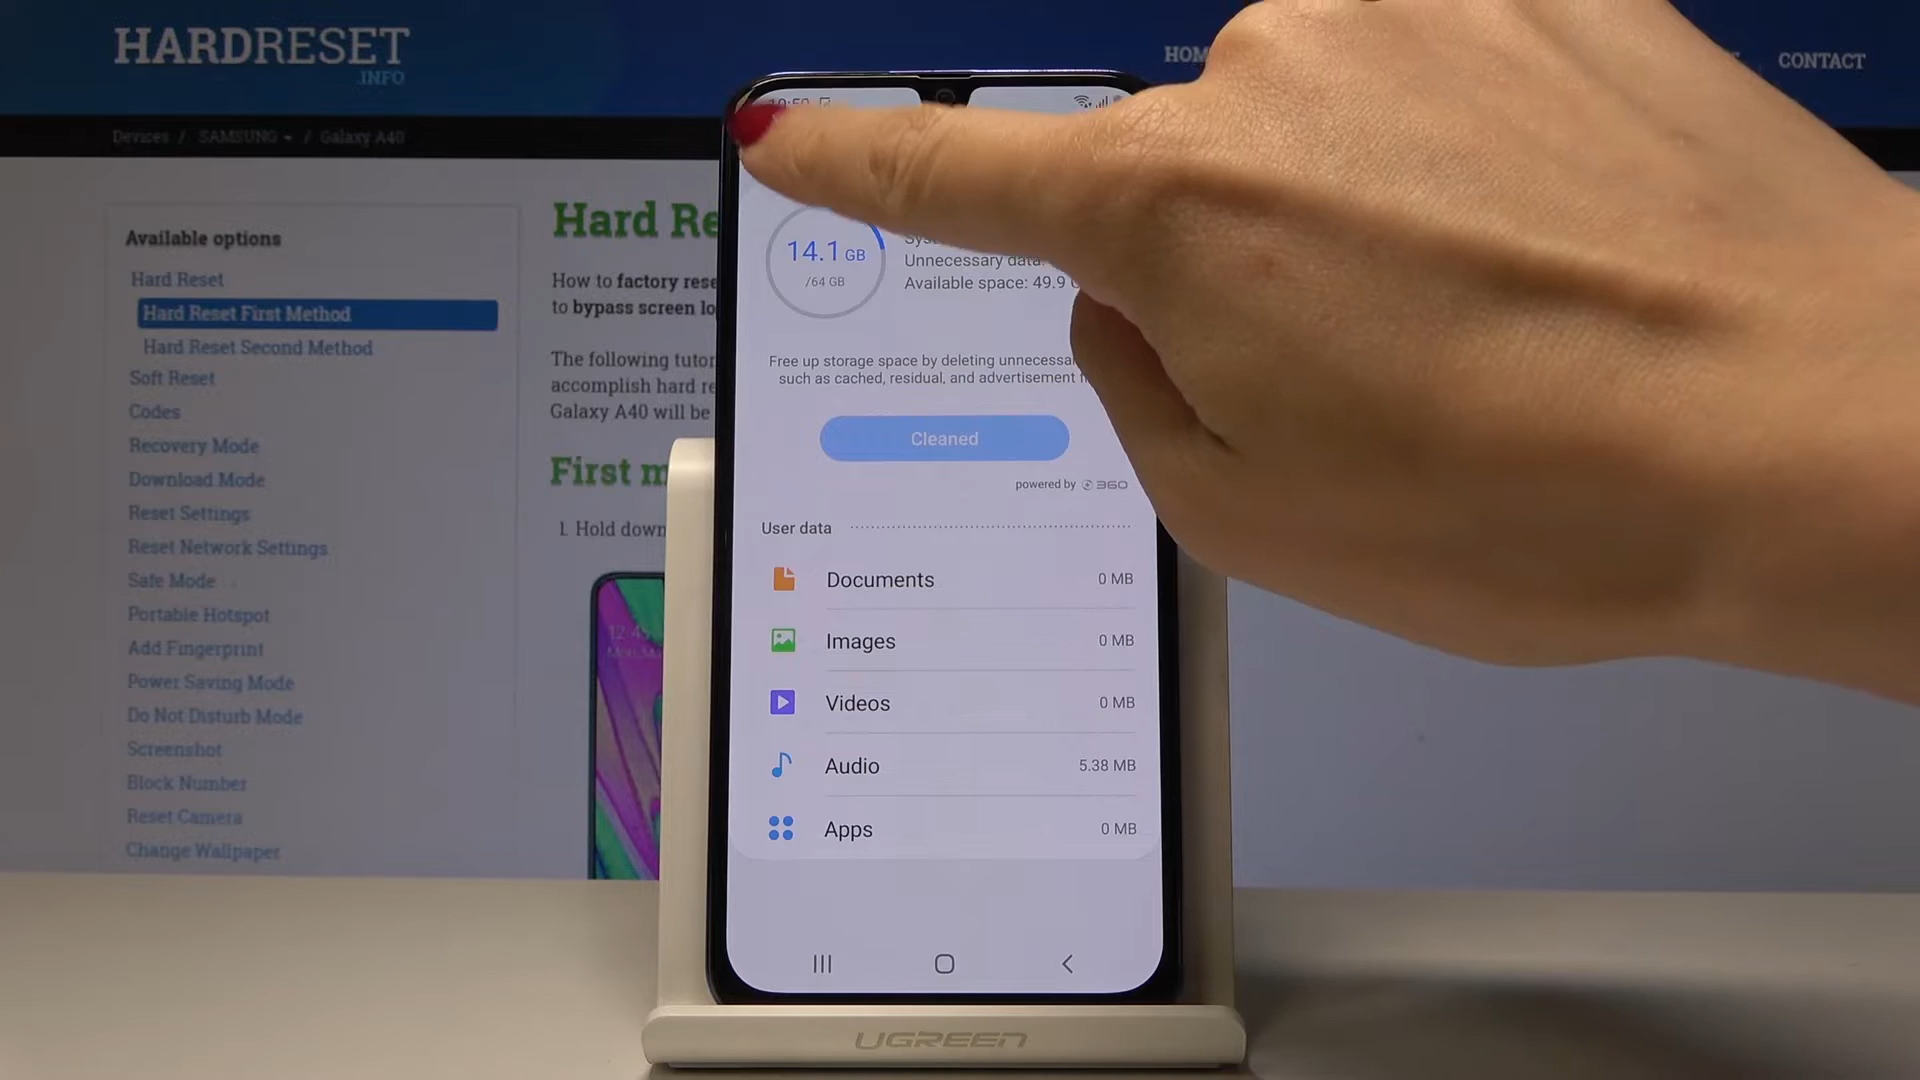 HARDRESET
.INFO
HOM
CONTACT
Devices / SAMSUNG / Galaxy A40
Available options
Hard Reset
Hard Reset First Method
Hard Reset Second Method
Soft Reset
Codes
Recovery Mode
Download Mode
Reset Settings
Reset Network Settings
Safe Mode
Portable Hotspot
Add Fingerprint
Power Saving Mode
Do Not Disturb Mode
Screenshot
Block Number
Reset Camera
Change Wallpaper
Hard Re
How to factory rese
to bypass screen lo
The following tutor
accomplish hard re
Galaxy A40 will be
First m
1. Hold down
14.1 GB
/64 GB
Unnecessary data:
Available space: 49.9
Free up storage space by deleting unnecessa
such as cached, residual, and advertisement
Cleaned
powered by 360
User data
Documents 0 MB
Images 0 MB
Videos 0 MB
Audio 5.38 MB
Apps 0 MB
UGREEN